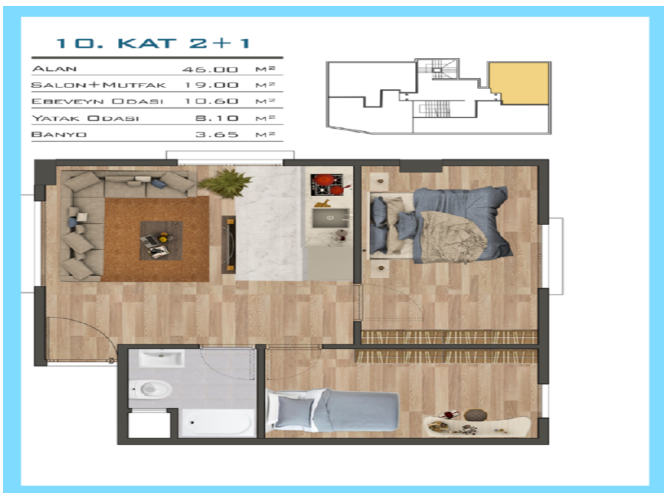 10. KAT 2+1
ALAN 46.00 M²
SALON+MUTFAK 19.00 M²
EBEVEYN ODASI 10.60 M²
YATAK ODASI 8.10 M²
BANYO 3.65 M²